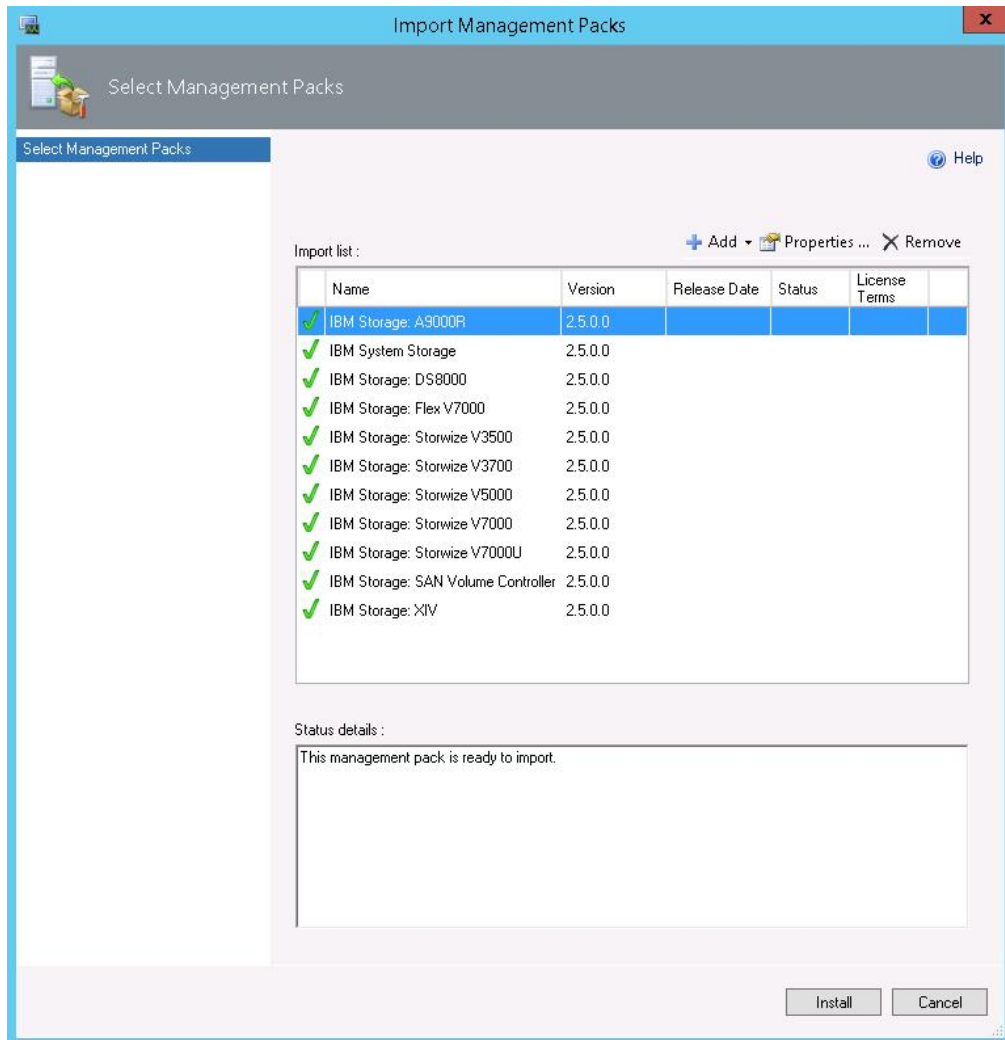 Import Management Packs
x
Select Management Packs
Select Management Packs
Help
Import list :
Add Properties ... Remove
Name Version Release Date Status License Terms
IBM Storage: A9000R 2.5.0.0
IBM System Storage 2.5.0.0
IBM Storage: DS8000 2.5.0.0
IBM Storage: Flex V7000 2.5.0.0
IBM Storage: Storwize V3500 2.5.0.0
IBM Storage: Storwize V3700 2.5.0.0
IBM Storage: Storwize V5000 2.5.0.0
IBM Storage: Storwize V7000 2.5.0.0
IBM Storage: Storwize V7000U 2.5.0.0
IBM Storage: SAN Volume Controller 2.5.0.0
IBM Storage: XIV 2.5.0.0
Status details :
This management pack is ready to import.
Install Cancel